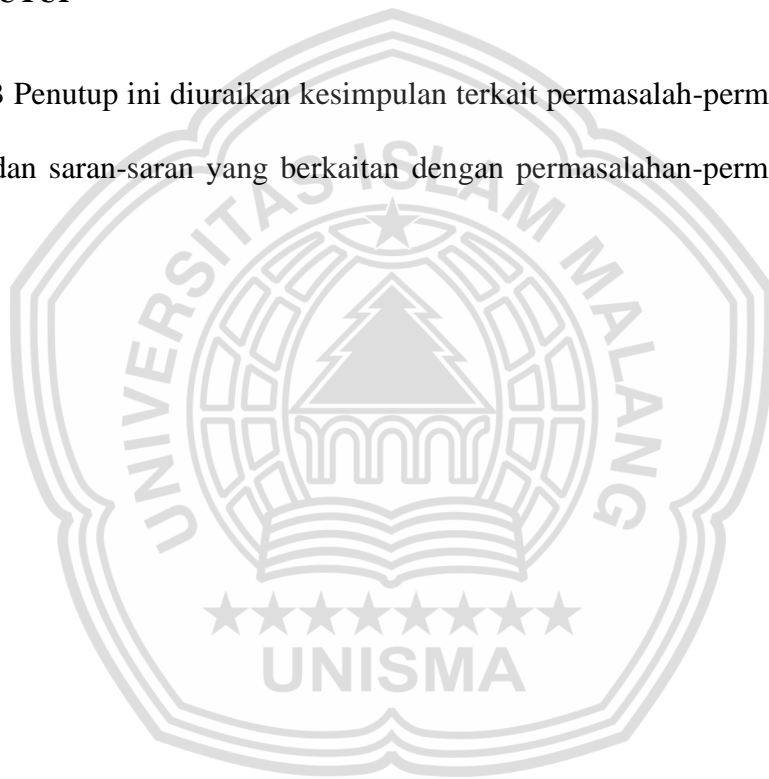 Penutup ini diuraikan kesimpulan terkait permasalah-perm
dan saran-saran yang berkaitan dengan permasalahan-perm
UNIVERSITAS ISLAM MALANG
UNISMA